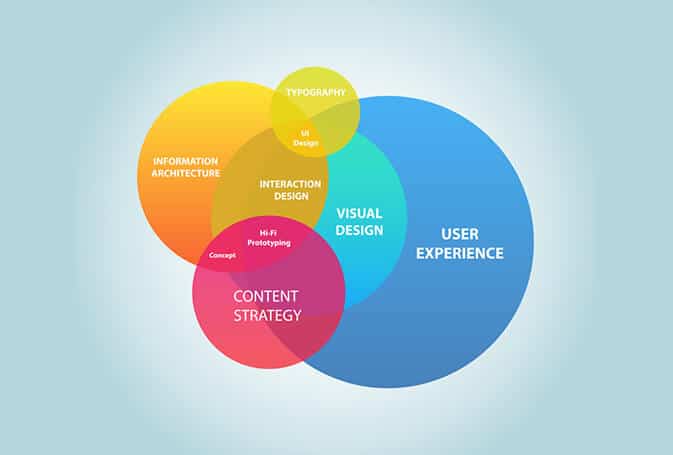 TYPOGRAPHY
UI
Design
INFORMATION
ARCHITECTURE
INTERACTION
DESIGN
VISUAL
DESIGN
USER
EXPERIENCE
Hi-Fi
Prototyping
Concept
CONTENT
STRATEGY